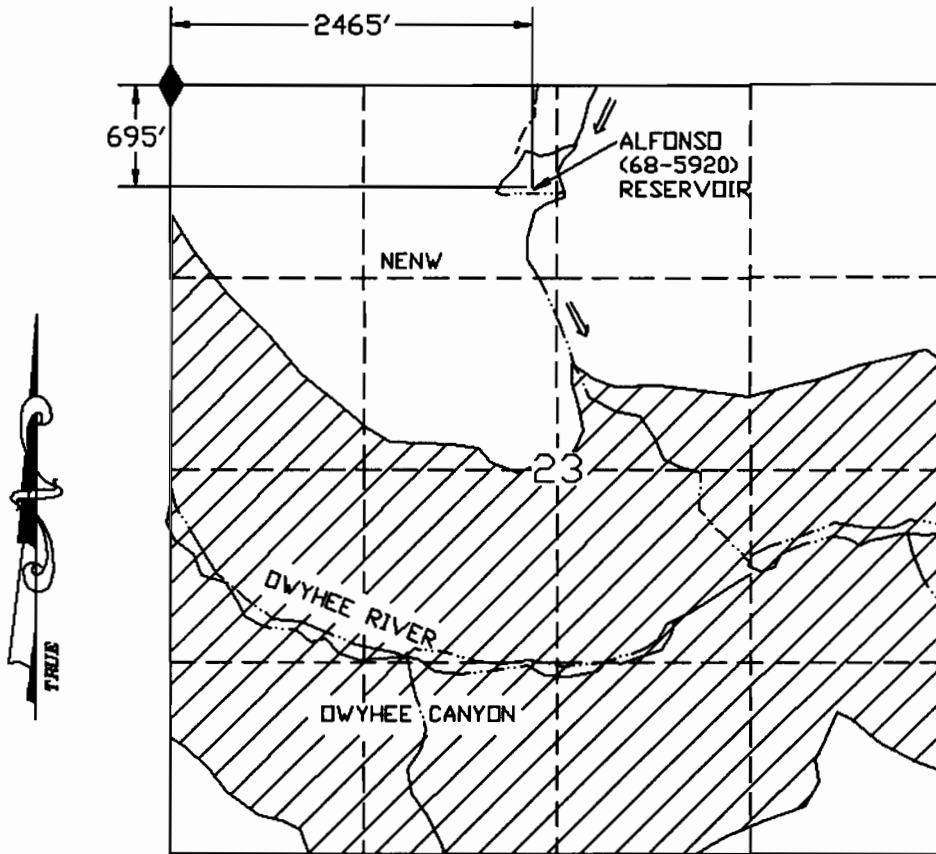 2465'
695'
ALFONSO
(68-5920)
RESERVOIR
NENW
23
OWYHEE RIVER
OWYHEE CANYON
TRUE